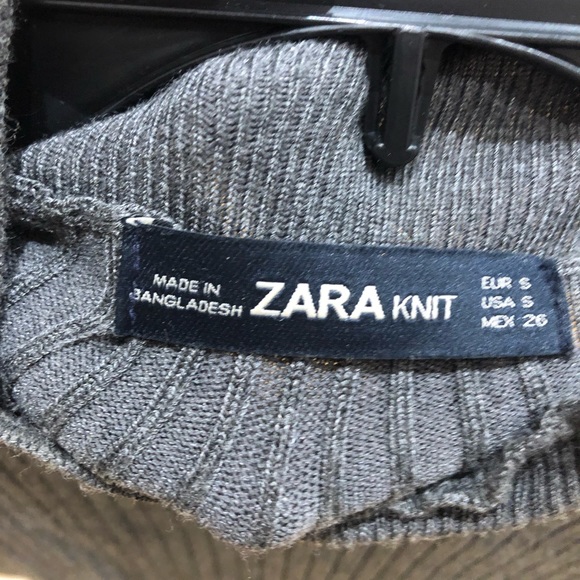 MADE IN
BANGLADESH
ZARA KNIT
EUR S
USA S
MEX 26